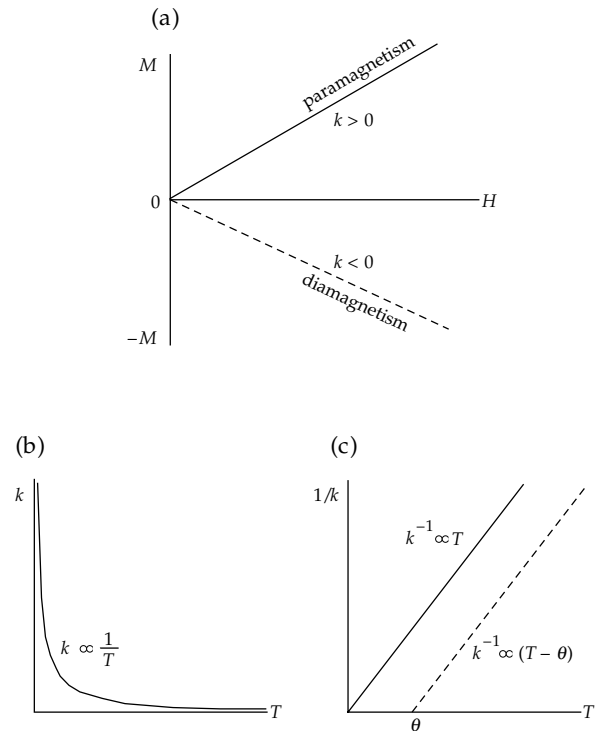 (a)
M
paramagnetism
k > 0
0
H
k < 0
diamagnetism
−M
(b)
k
k ∝ 1/T
T
(c)
1/k
k⁻¹ ∝ T
k⁻¹ ∝ (T − θ)
T
θ